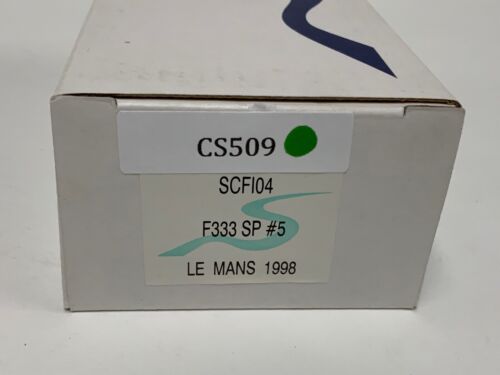 CS509
SCFI04
F333 SP #5
LE MANS 1998